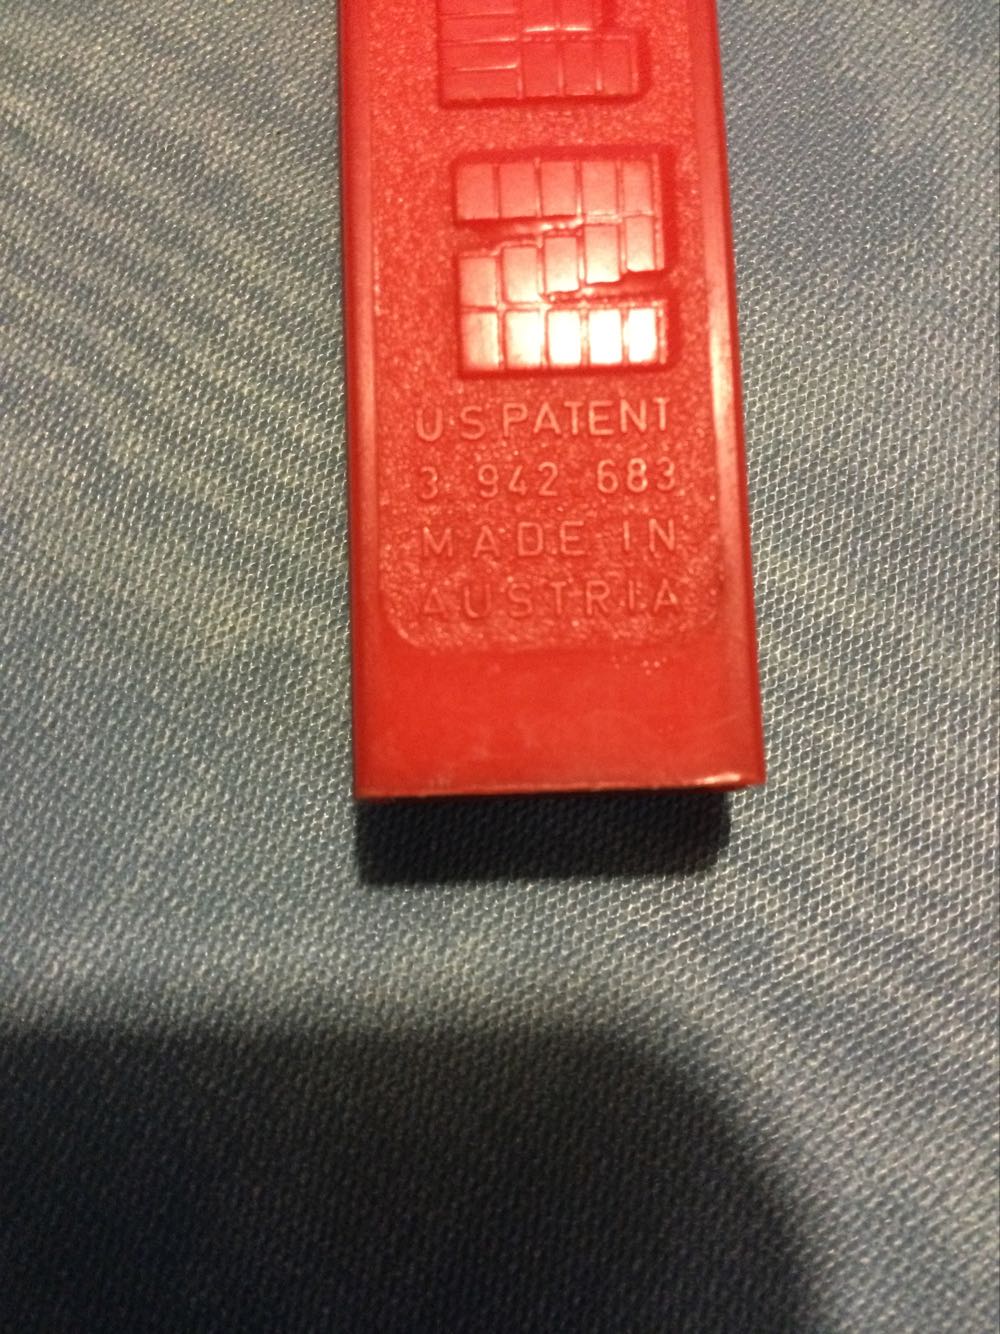 Z
U.S PATENT
3 942 683
MADE IN
AUSTRIA